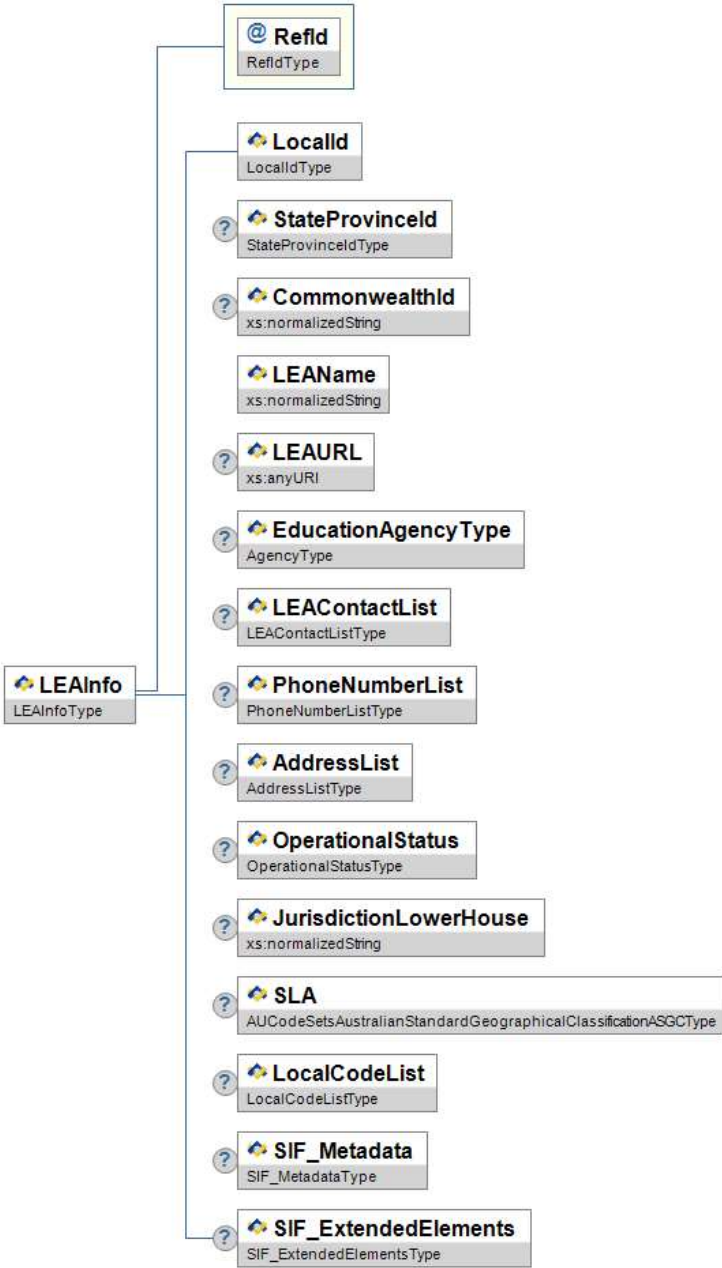 @ RefId
RefIdType
LocalId
LocalIdType
? StateProvinceId
StateProvinceIdType
? CommonwealthId
xs:normalizedString
LEAName
xs:normalizedString
? LEAURL
xs:anyURI
? EducationAgencyType
AgencyType
? LEAContactList
LEAContactListType
LEAInfo
LEAInfoType
? PhoneNumberList
PhoneNumberListType
? AddressList
AddressListType
? OperationalStatus
OperationalStatusType
? JurisdictionLowerHouse
xs:normalizedString
? SLA
AUCodeSetsAustralianStandardGeographicalClassificationASGCType
? LocalCodeList
LocalCodeListType
? SIF_Metadata
SIF_MetadataType
? SIF_ExtendedElements
SIF_ExtendedElementsType